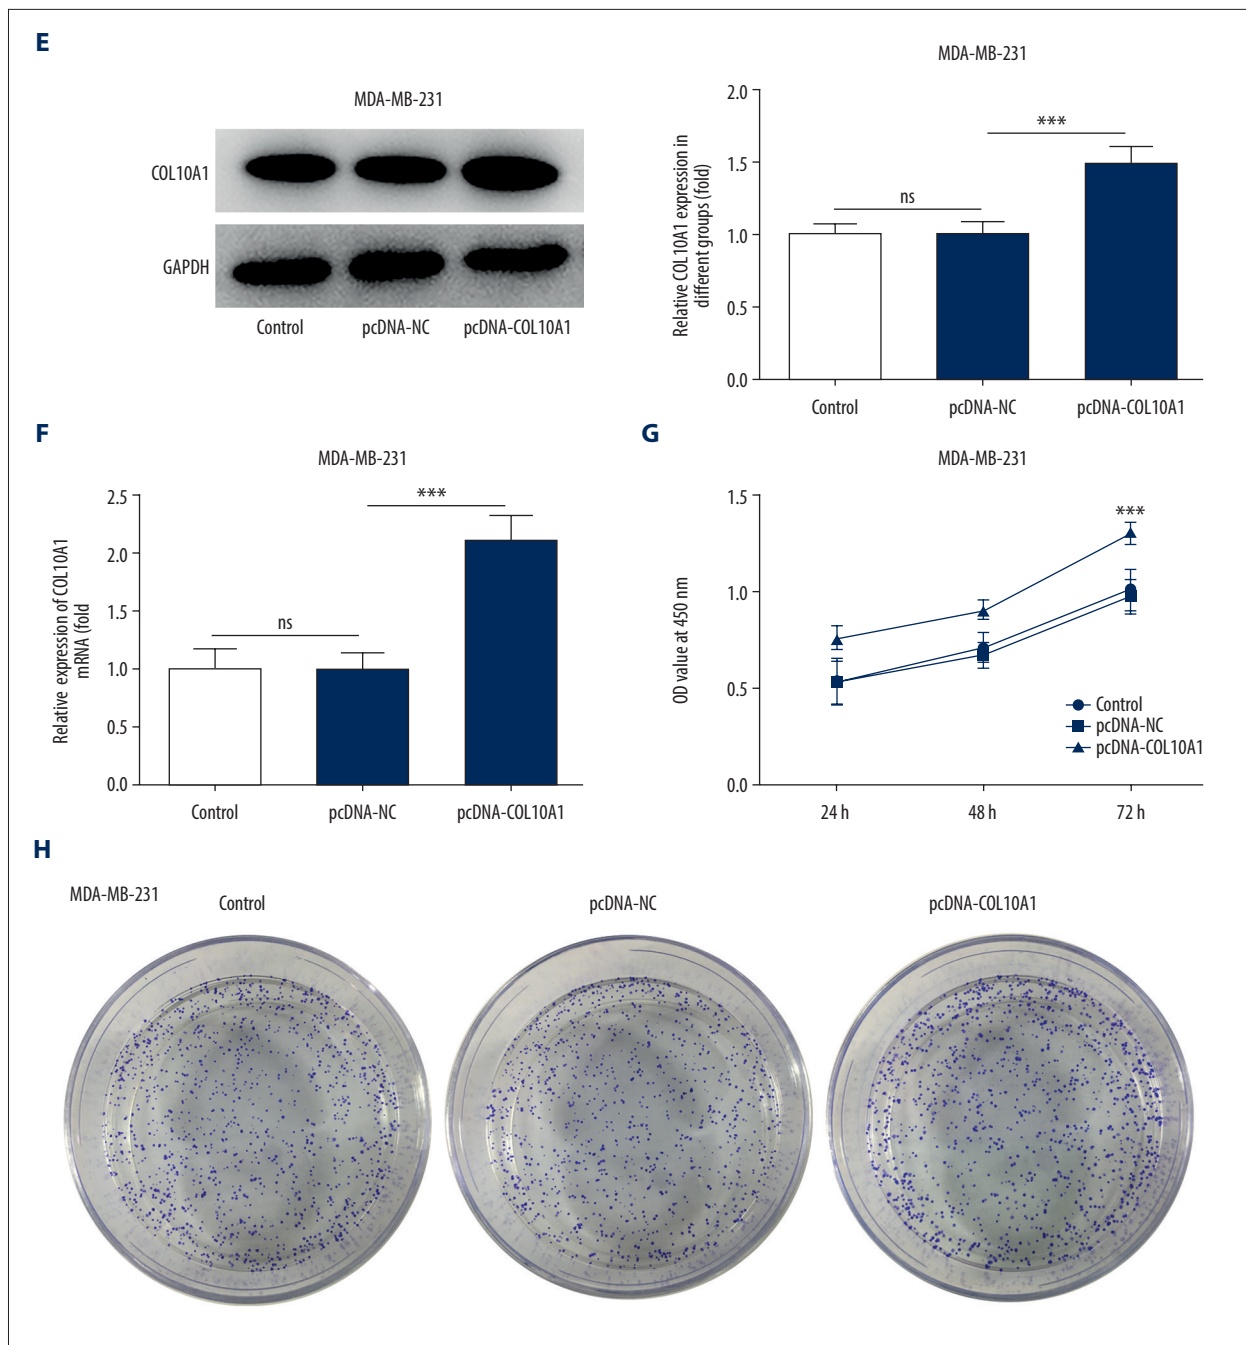 E
MDA-MB-231
COL10A1
GAPDH
Control pcDNA-NC pcDNA-COL10A1
MDA-MB-231
Relative COL10A1 expression in
different groups (fold)
2.0
1.5
1.0
0.5
0.0
ns
***
Control pcDNA-NC pcDNA-COL10A1
F
MDA-MB-231
Relative expression of COL10A1
mRNA (fold
2.5
2.0
1.5
1.0
0.5
0.0
ns
***
Control pcDNA-NC pcDNA-COL10A1
G
MDA-MB-231
OD value at 450 nm
1.5
1.0
0.5
0.0
***
Control
pcDNA-NC
pcDNA-COL10A1
24 h 48 h 72 h
H
MDA-MB-231
Control pcDNA-NC pcDNA-COL10A1